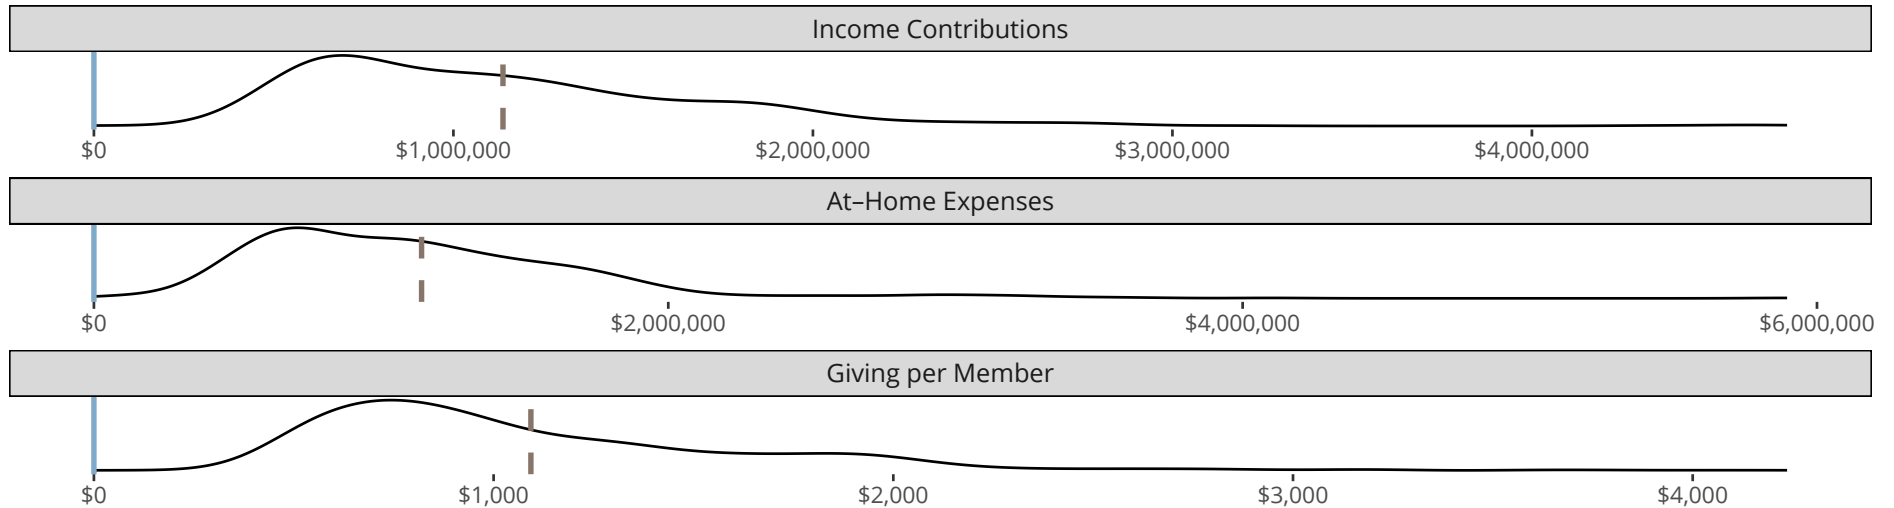 Income Contributions
$0 $1,000,000 $2,000,000 $3,000,000 $4,000,000
At–Home Expenses
$0 $2,000,000 $4,000,000 $6,000,000
Giving per Member
$0 $1,000 $2,000 $3,000 $4,000